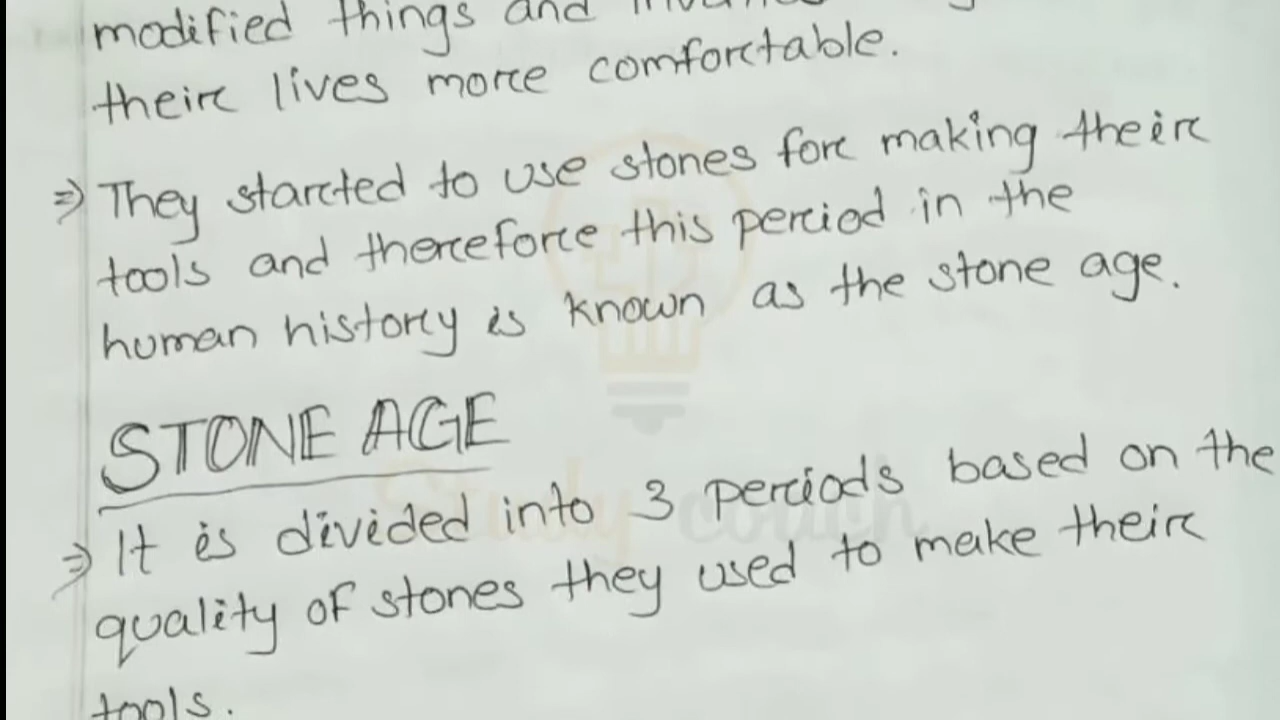 modified things and
their lives more comfortable.
⇒ They started to use stones for making their
tools and therefore this period in the
human history is known as the stone age.
STONE AGE
Study couch
⇒ It is divided into 3 periods based on the
quality of stones they used to make their
tools.